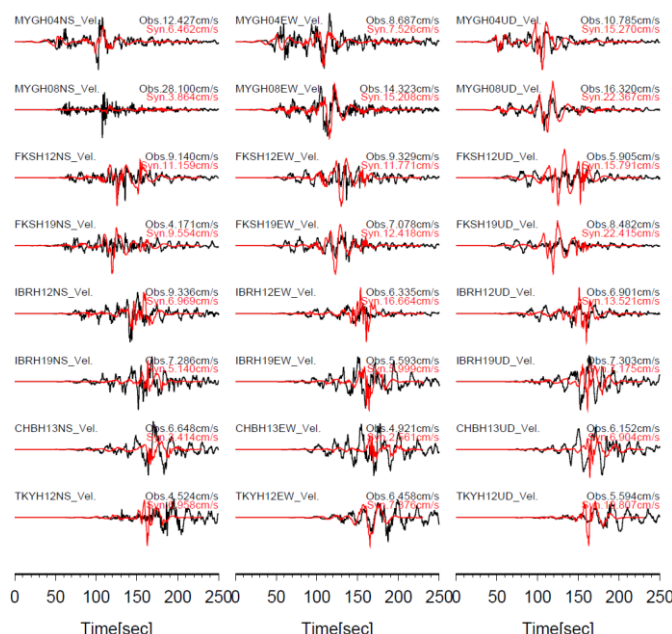 MYGH04NS_Vel. Obs.12.427cm/s MYGH04EW_Vel. Obs.8.687cm/s MYGH04UD_Vel. Obs.10.785cm/s
Syn.6.462cm/s Syn.7.526cm/s Syn.15.270cm/s
MYGH08NS_Vel. Obs.28.100cm/s MYGH08EW_Vel. Obs.14.323cm/s MYGH08UD_Vel. Obs.16.320cm/s
Syn.3.864cm/s Syn.15.208cm/s Syn.22.367cm/s
FKSH12NS_Vel. Obs.9.140cm/s FKSH12EW_Vel. Obs.9.329cm/s FKSH12UD_Vel. Obs.5.905cm/s
Syn.11.159cm/s Syn.11.771cm/s Syn.15.791cm/s
FKSH19NS_Vel. Obs.4.171cm/s FKSH19EW_Vel. Obs.7.078cm/s FKSH19UD_Vel. Obs.8.482cm/s
Syn.9.554cm/s Syn.12.418cm/s Syn.22.415cm/s
IBRH12NS_Vel. Obs.9.336cm/s IBRH12EW_Vel. Obs.6.335cm/s IBRH12UD_Vel. Obs.6.901cm/s
Syn.6.969cm/s Syn.16.664cm/s Syn.13.521cm/s
IBRH19NS_Vel. Obs.7.286cm/s IBRH19EW_Vel. Obs.5.593cm/s IBRH19UD_Vel. Obs.7.303cm/s
Syn.5.140cm/s
CHBH13NS_Vel. Obs.6.648cm/s CHBH13EW_Vel. Obs.4.921cm/s CHBH13UD_Vel. Obs.6.152cm/s
TKYH12NS_Vel. Obs.4.524cm/s TKYH12EW_Vel. Obs.6.458cm/s TKYH12UD_Vel. Obs.5.594cm/s
0 50 100 150 200 250 0 50 100 150 200 250 0 50 100 150 200 250
Time[sec] Time[sec] Time[sec]